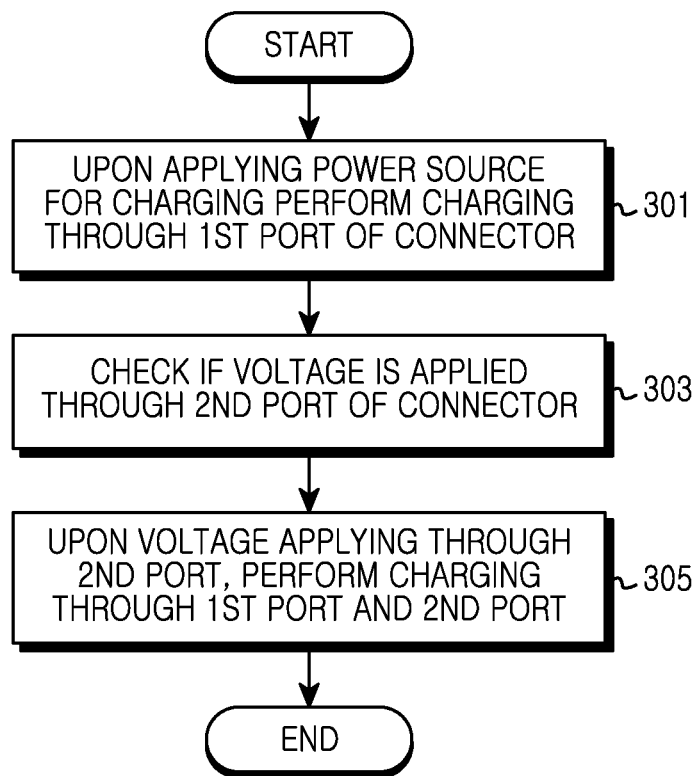 START
UPON APPLYING POWER SOURCE
FOR CHARGING PERFORM CHARGING
THROUGH 1ST PORT OF CONNECTOR
301
CHECK IF VOLTAGE IS APPLIED
THROUGH 2ND PORT OF CONNECTOR
303
UPON VOLTAGE APPLYING THROUGH
2ND PORT, PERFORM CHARGING
THROUGH 1ST PORT AND 2ND PORT
305
END